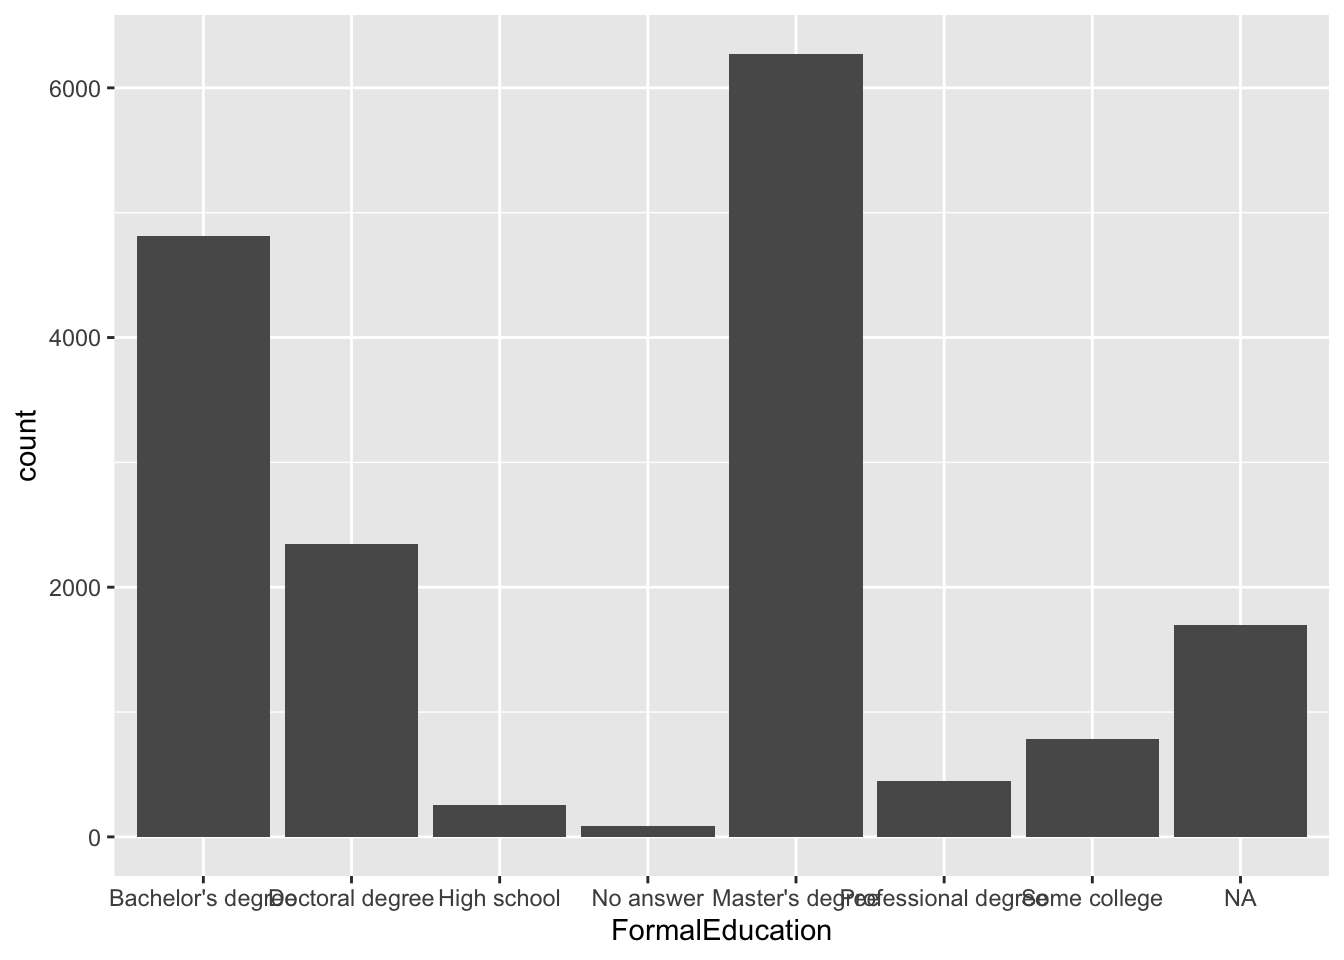 6000
4000
2000
0
count
Bachelor's degree Doctoral degree High school No answer Master's degree Professional degree Some college NA
FormalEducation